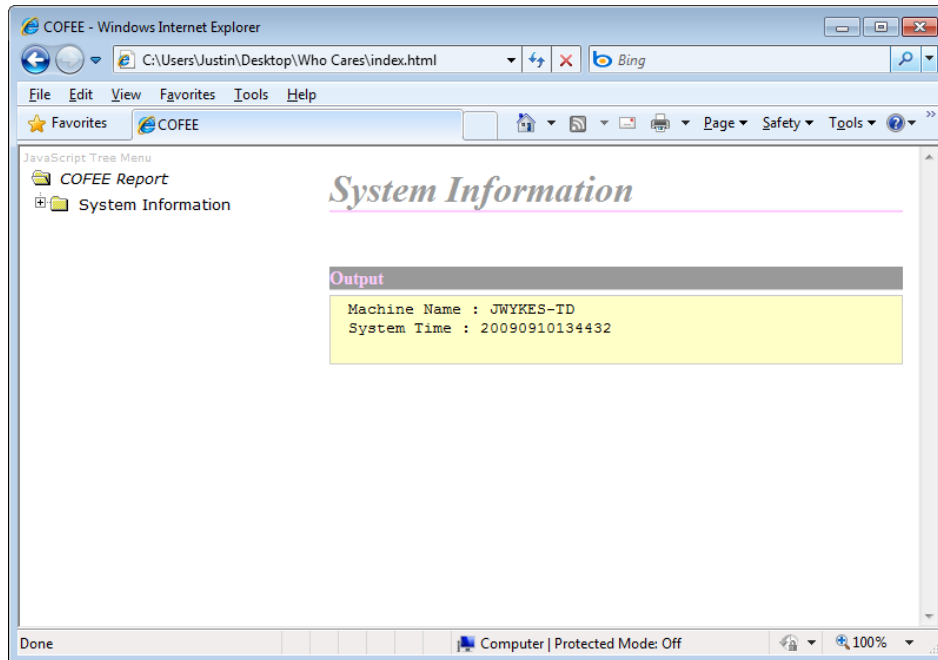 COFEE - Windows Internet Explorer
C:\Users\Justin\Desktop\Who Cares\index.html
Bing
File Edit View Favorites Tools Help
Favorites COFEE Page Safety Tools
JavaScript Tree Menu
COFEE Report
System Information
System Information
Output
Machine Name : JWYKES-TD
System Time : 20090910134432
Done Computer | Protected Mode: Off 100%